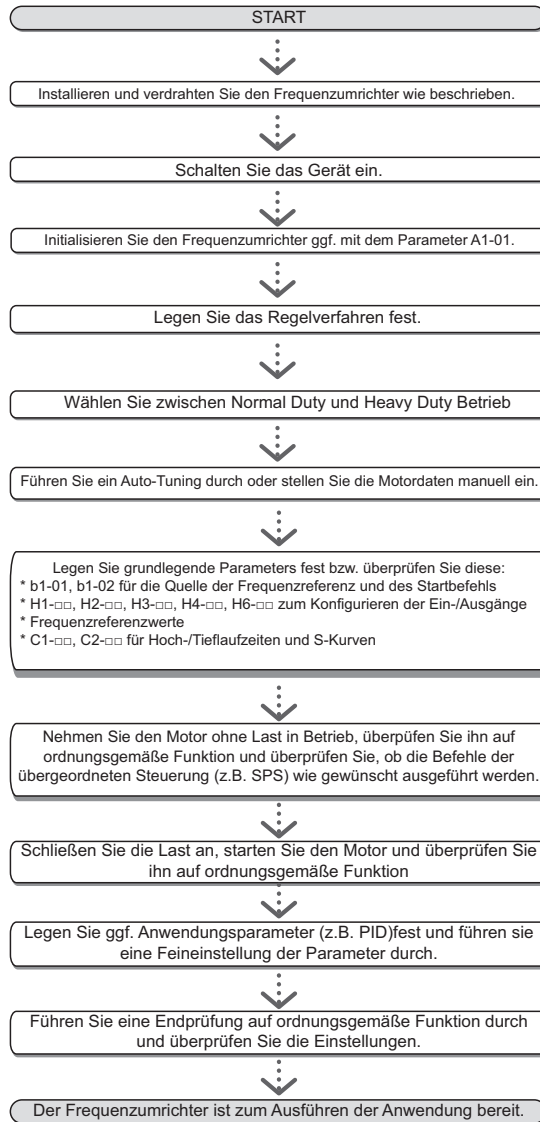 START
Installieren und verdrahten Sie den Frequenzumrichter wie beschrieben.
Schalten Sie das Gerät ein.
Initialisieren Sie den Frequenzumrichter ggf. mit dem Parameter A1-01.
Legen Sie das Regelverfahren fest.
Wählen Sie zwischen Normal Duty und Heavy Duty Betrieb
Führen Sie ein Auto-Tuning durch oder stellen Sie die Motordaten manuell ein.
Legen Sie grundlegende Parameters fest bzw. überprüfen Sie diese:
* b1-01, b1-02 für die Quelle der Frequenzreferenz und des Startbefehls
* H1-□□, H2-□□, H3-□□, H4-□□, H6-□□ zum Konfigurieren der Ein-/Ausgänge
* Frequenzreferenzwerte
* C1-□□, C2-□□ für Hoch-/Tieflaufzeiten und S-Kurven
Nehmen Sie den Motor ohne Last in Betrieb, überpüfen Sie ihn auf
ordnungsgemäße Funktion und überprüfen Sie, ob die Befehle der
übergeordneten Steuerung (z.B. SPS) wie gewünscht ausgeführt werden.
Schließen Sie die Last an, starten Sie den Motor und überprüfen Sie
ihn auf ordnungsgemäße Funktion
Legen Sie ggf. Anwendungsparameter (z.B. PID)fest und führen sie
eine Feineinstellung der Parameter durch.
Führen Sie eine Endprüfung auf ordnungsgemäße Funktion durch
und überprüfen Sie die Einstellungen.
Der Frequenzumrichter ist zum Ausführen der Anwendung bereit.